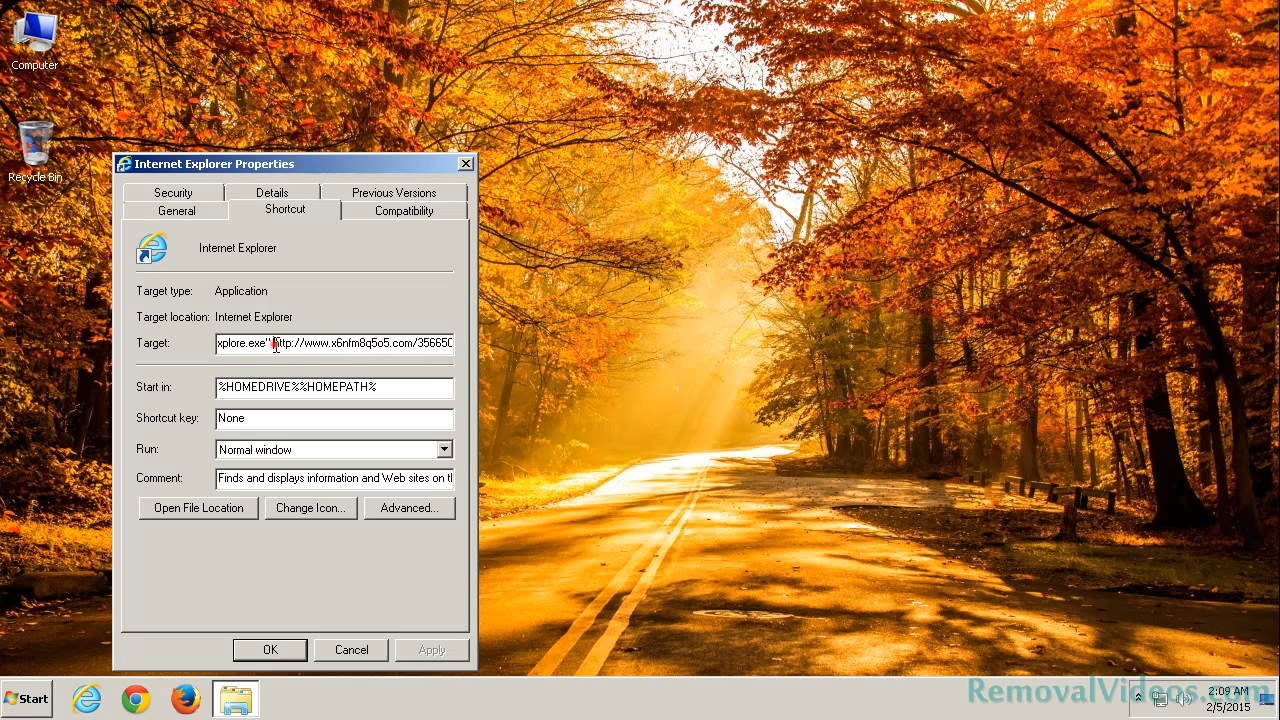 Computer
Recycle Bin
Internet Explorer Properties
Security Details Previous Versions
General Shortcut Compatibility
Internet Explorer
Target type: Application
Target location: Internet Explorer
Target: xplore.exe" http://www.x6nfm8q5o5.com/356650
Start in: %HOMEDRIVE%%HOMEPATH%
Shortcut key: None
Run: Normal window
Comment: Finds and displays information and Web sites on th
Open File Location Change Icon... Advanced...
OK Cancel Apply
Start
RemovalVideos.com
2:09 AM
2/5/2015